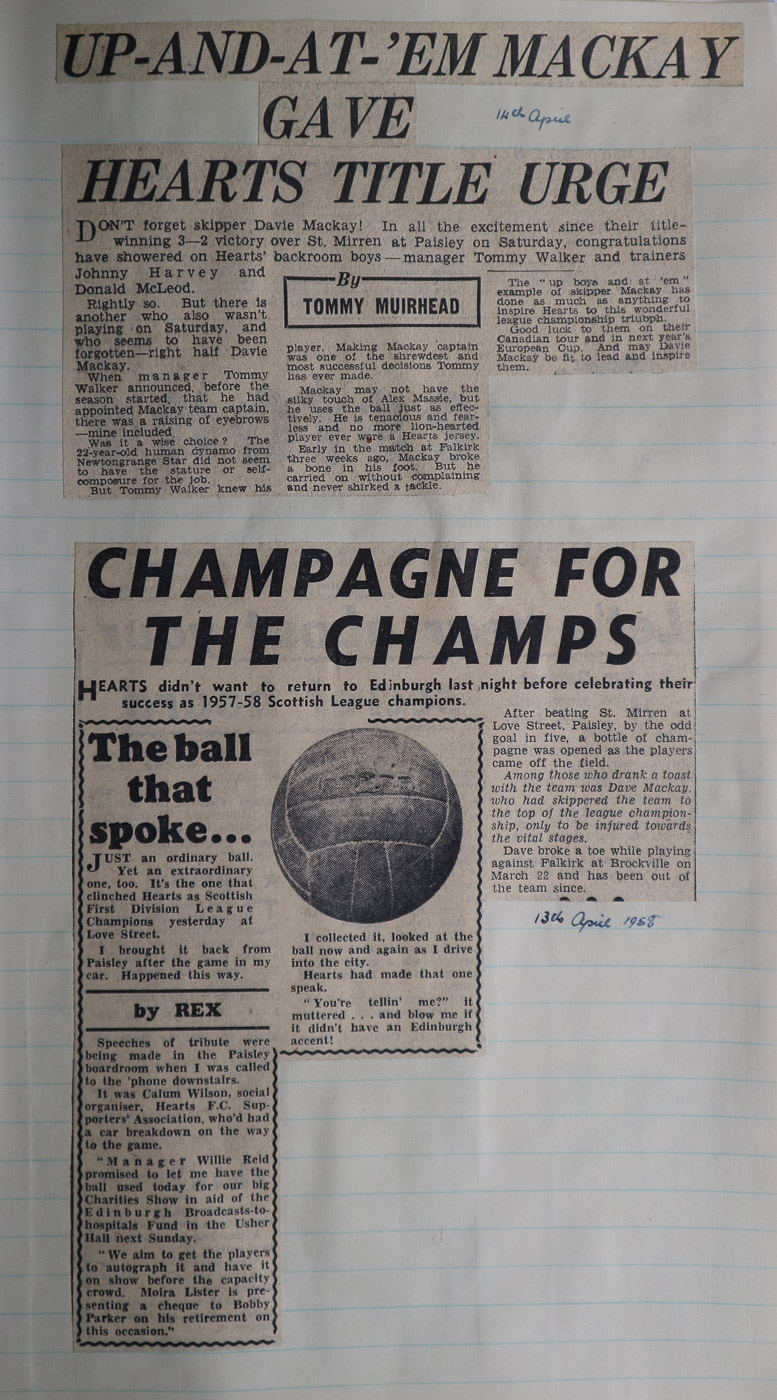 UP-AND-AT-'EM MACKAY
GAVE
14th April
HEARTS TITLE URGE
DON'T forget skipper Davie Mackay! In all the excitement since their title-
winning 3—2 victory over St. Mirren at Paisley on Saturday, congratulations
have showered on Hearts' backroom boys—manager Tommy Walker and trainers
Johnny Harvey and
Donald McLeod.
Rightly so. But there is
another who also wasn't
playing on Saturday, and
who seems to have been
forgotten—right half Davie
Mackay.
When manager Tommy
Walker announced, before the
season started, that he had
appointed Mackay team captain,
there was a raising of eyebrows
—mine included.
Was it a wise choice? The
22-year-old human dynamo from
Newtongrange Star did not seem
to have the stature or self-
composure for the job.
But Tommy Walker knew his
By
TOMMY MUIRHEAD
player. Making Mackay captain
was one of the shrewdest and
most successful decisions Tommy
has ever made.
Mackay may not have the
silky touch of Alex Massie, but
he uses the ball just as effec-
tively. He is tenacious and fear-
less and no more lion-hearted
player ever wore a Hearts jersey.
Early in the match at Falkirk
three weeks ago, Mackay broke
a bone in his foot. But he
carried on without complaining
and never shirked a tackle.
The "up boys and at 'em"
example of skipper Mackay has
done as much as anything to
inspire Hearts to this wonderful
league championship triubph.
Good luck to them on their
Canadian tour and in next year's
European Cup. And may Davie
Mackay be fit to lead and inspire
them.
CHAMPAGNE FOR
THE CHAMPS
HEARTS didn't want to return to Edinburgh last night before celebrating their
success as 1957-58 Scottish League champions.
The ball
that
spoke...
JUST an ordinary ball.
Yet an extraordinary
one, too. It's the one that
clinched Hearts as Scottish
First Division League
Champions yesterday at
Love Street.
I brought it back from
Paisley after the game in my
car. Happened this way.
by REX
Speeches of tribute were
being made in the Paisley
boardroom when I was called
to the 'phone downstairs.
It was Calum Wilson, social
organiser, Hearts F.C. Sup-
porters' Association, who'd had
a car breakdown on the way
to the game.
"Manager Willie Reid
promised to let me have the
ball used today for our big
Charities Show in aid of the
Edinburgh Broadcasts-to-
hospitals Fund in the Usher
Hall next Sunday.
"We aim to get the players
to autograph it and have it
on show before the capacity
crowd. Moira Lister is pre-
senting a cheque to Bobby
Parker on his retirement on
this occasion."
I collected it, looked at the
ball now and again as I drive
into the city.
Hearts had made that one
speak.
"You're tellin' me?" it
muttered . . . and blow me if
it didn't have an Edinburgh
accent!
After beating St. Mirren at
Love Street, Paisley, by the odd
goal in five, a bottle of cham-
pagne was opened as the players
came off the field.
Among those who drank a toast
with the team was Dave Mackay,
who had skippered the team to
the top of the league champion-
ship, only to be injured towards
the vital stages.
Dave broke a toe while playing
against Falkirk at Brockville on
March 22 and has been out of
the team since.
13th April 1958